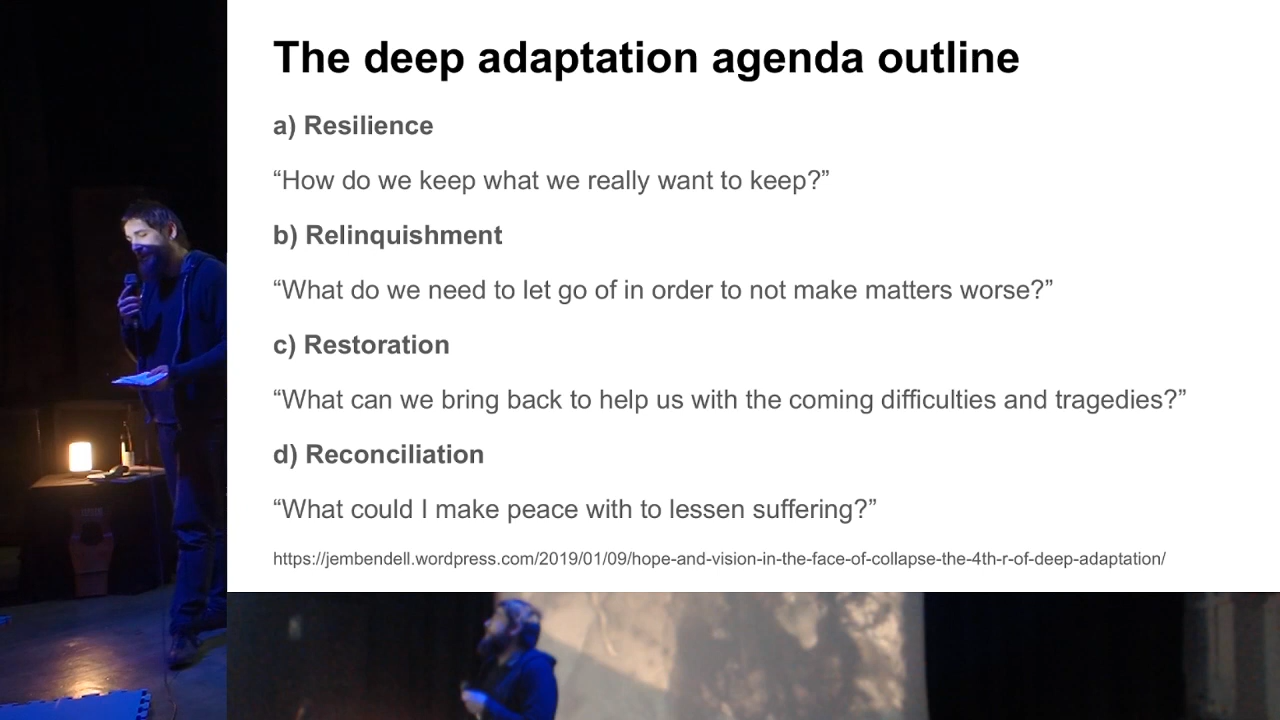 The deep adaptation agenda outline
a) Resilience
“How do we keep what we really want to keep?”
b) Relinquishment
“What do we need to let go of in order to not make matters worse?”
c) Restoration
“What can we bring back to help us with the coming difficulties and tragedies?”
d) Reconciliation
“What could I make peace with to lessen suffering?”
https://jembendell.wordpress.com/2019/01/09/hope-and-vision-in-the-face-of-collapse-the-4th-r-of-deep-adaptation/